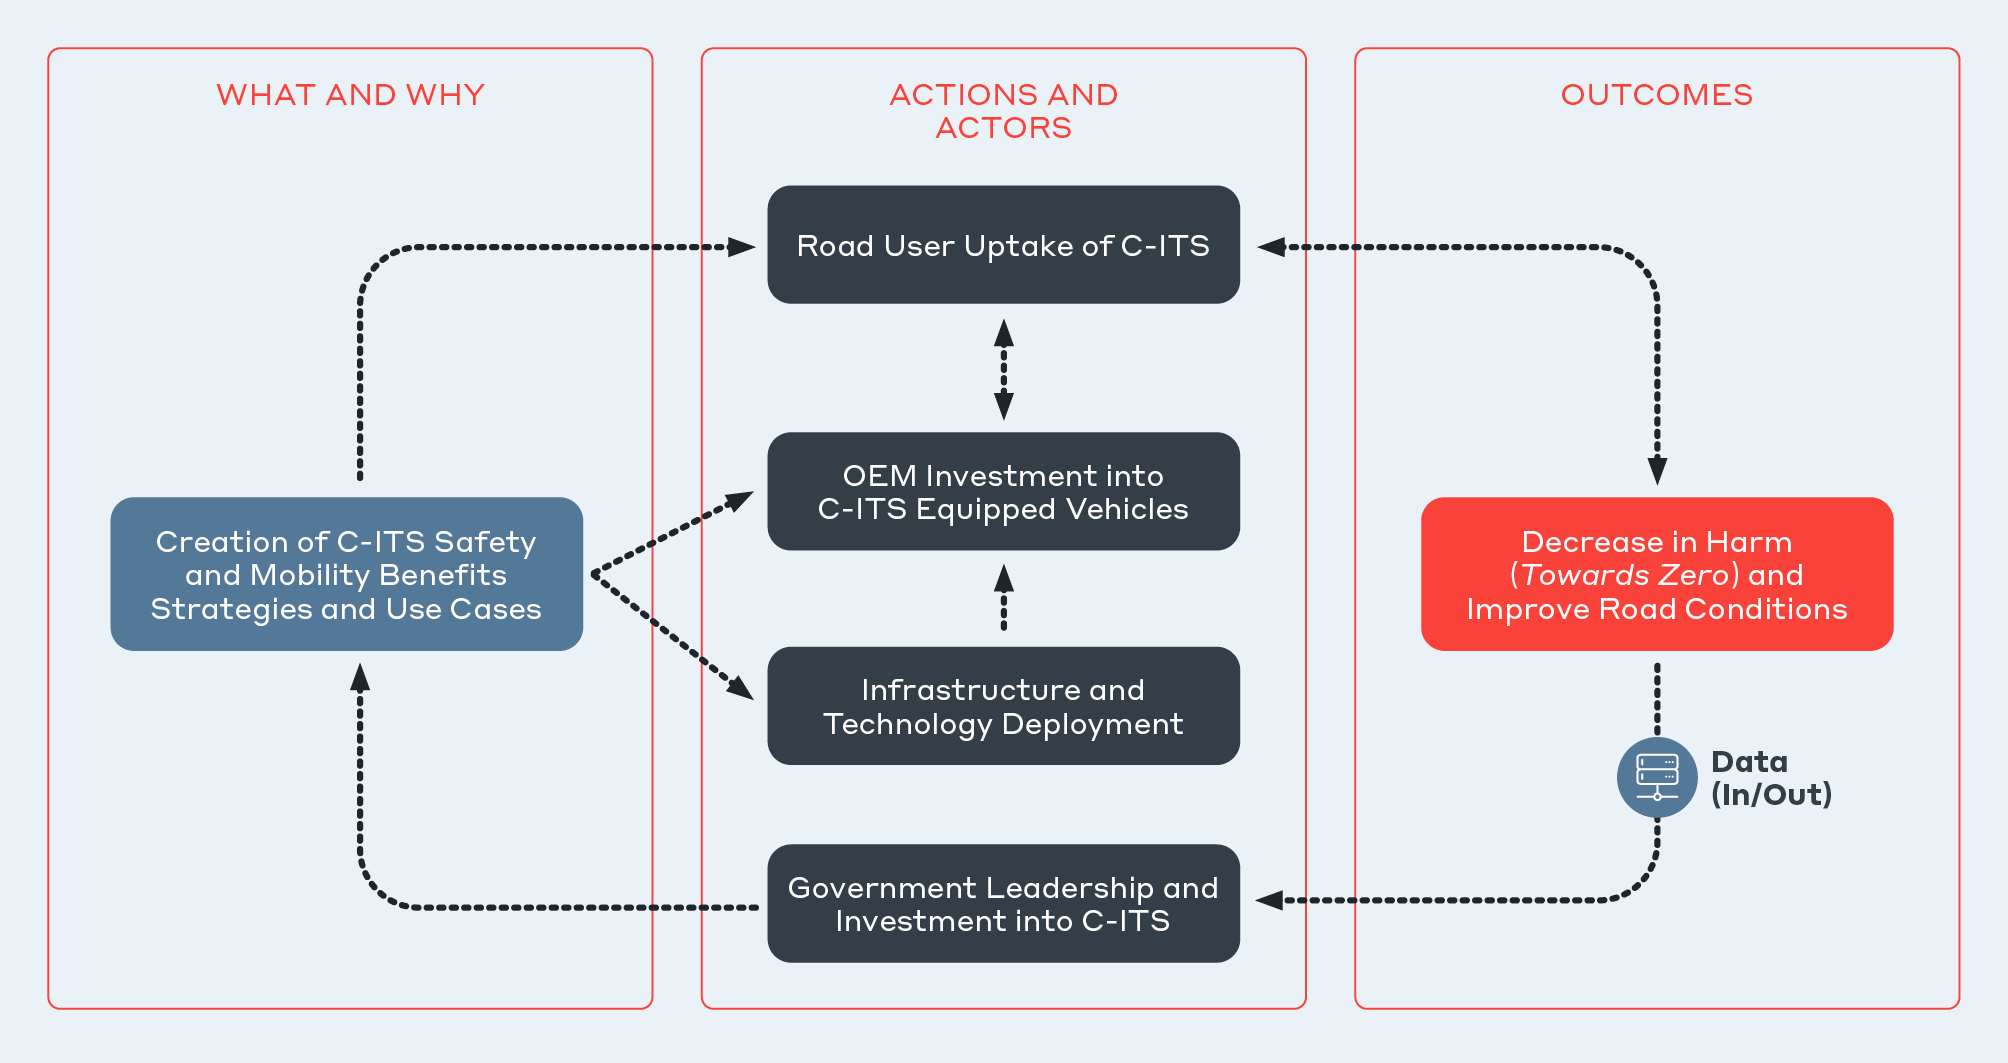 WHAT AND WHY
ACTIONS AND
ACTORS
OUTCOMES
Road User Uptake of C-ITS
OEM Investment into
C-ITS Equipped Vehicles
Creation of C-ITS Safety
and Mobility Benefits
Strategies and Use Cases
Decrease in Harm
(Towards Zero) and
Improve Road Conditions
Infrastructure and
Technology Deployment
Data
(In/Out)
Government Leadership and
Investment into C-ITS